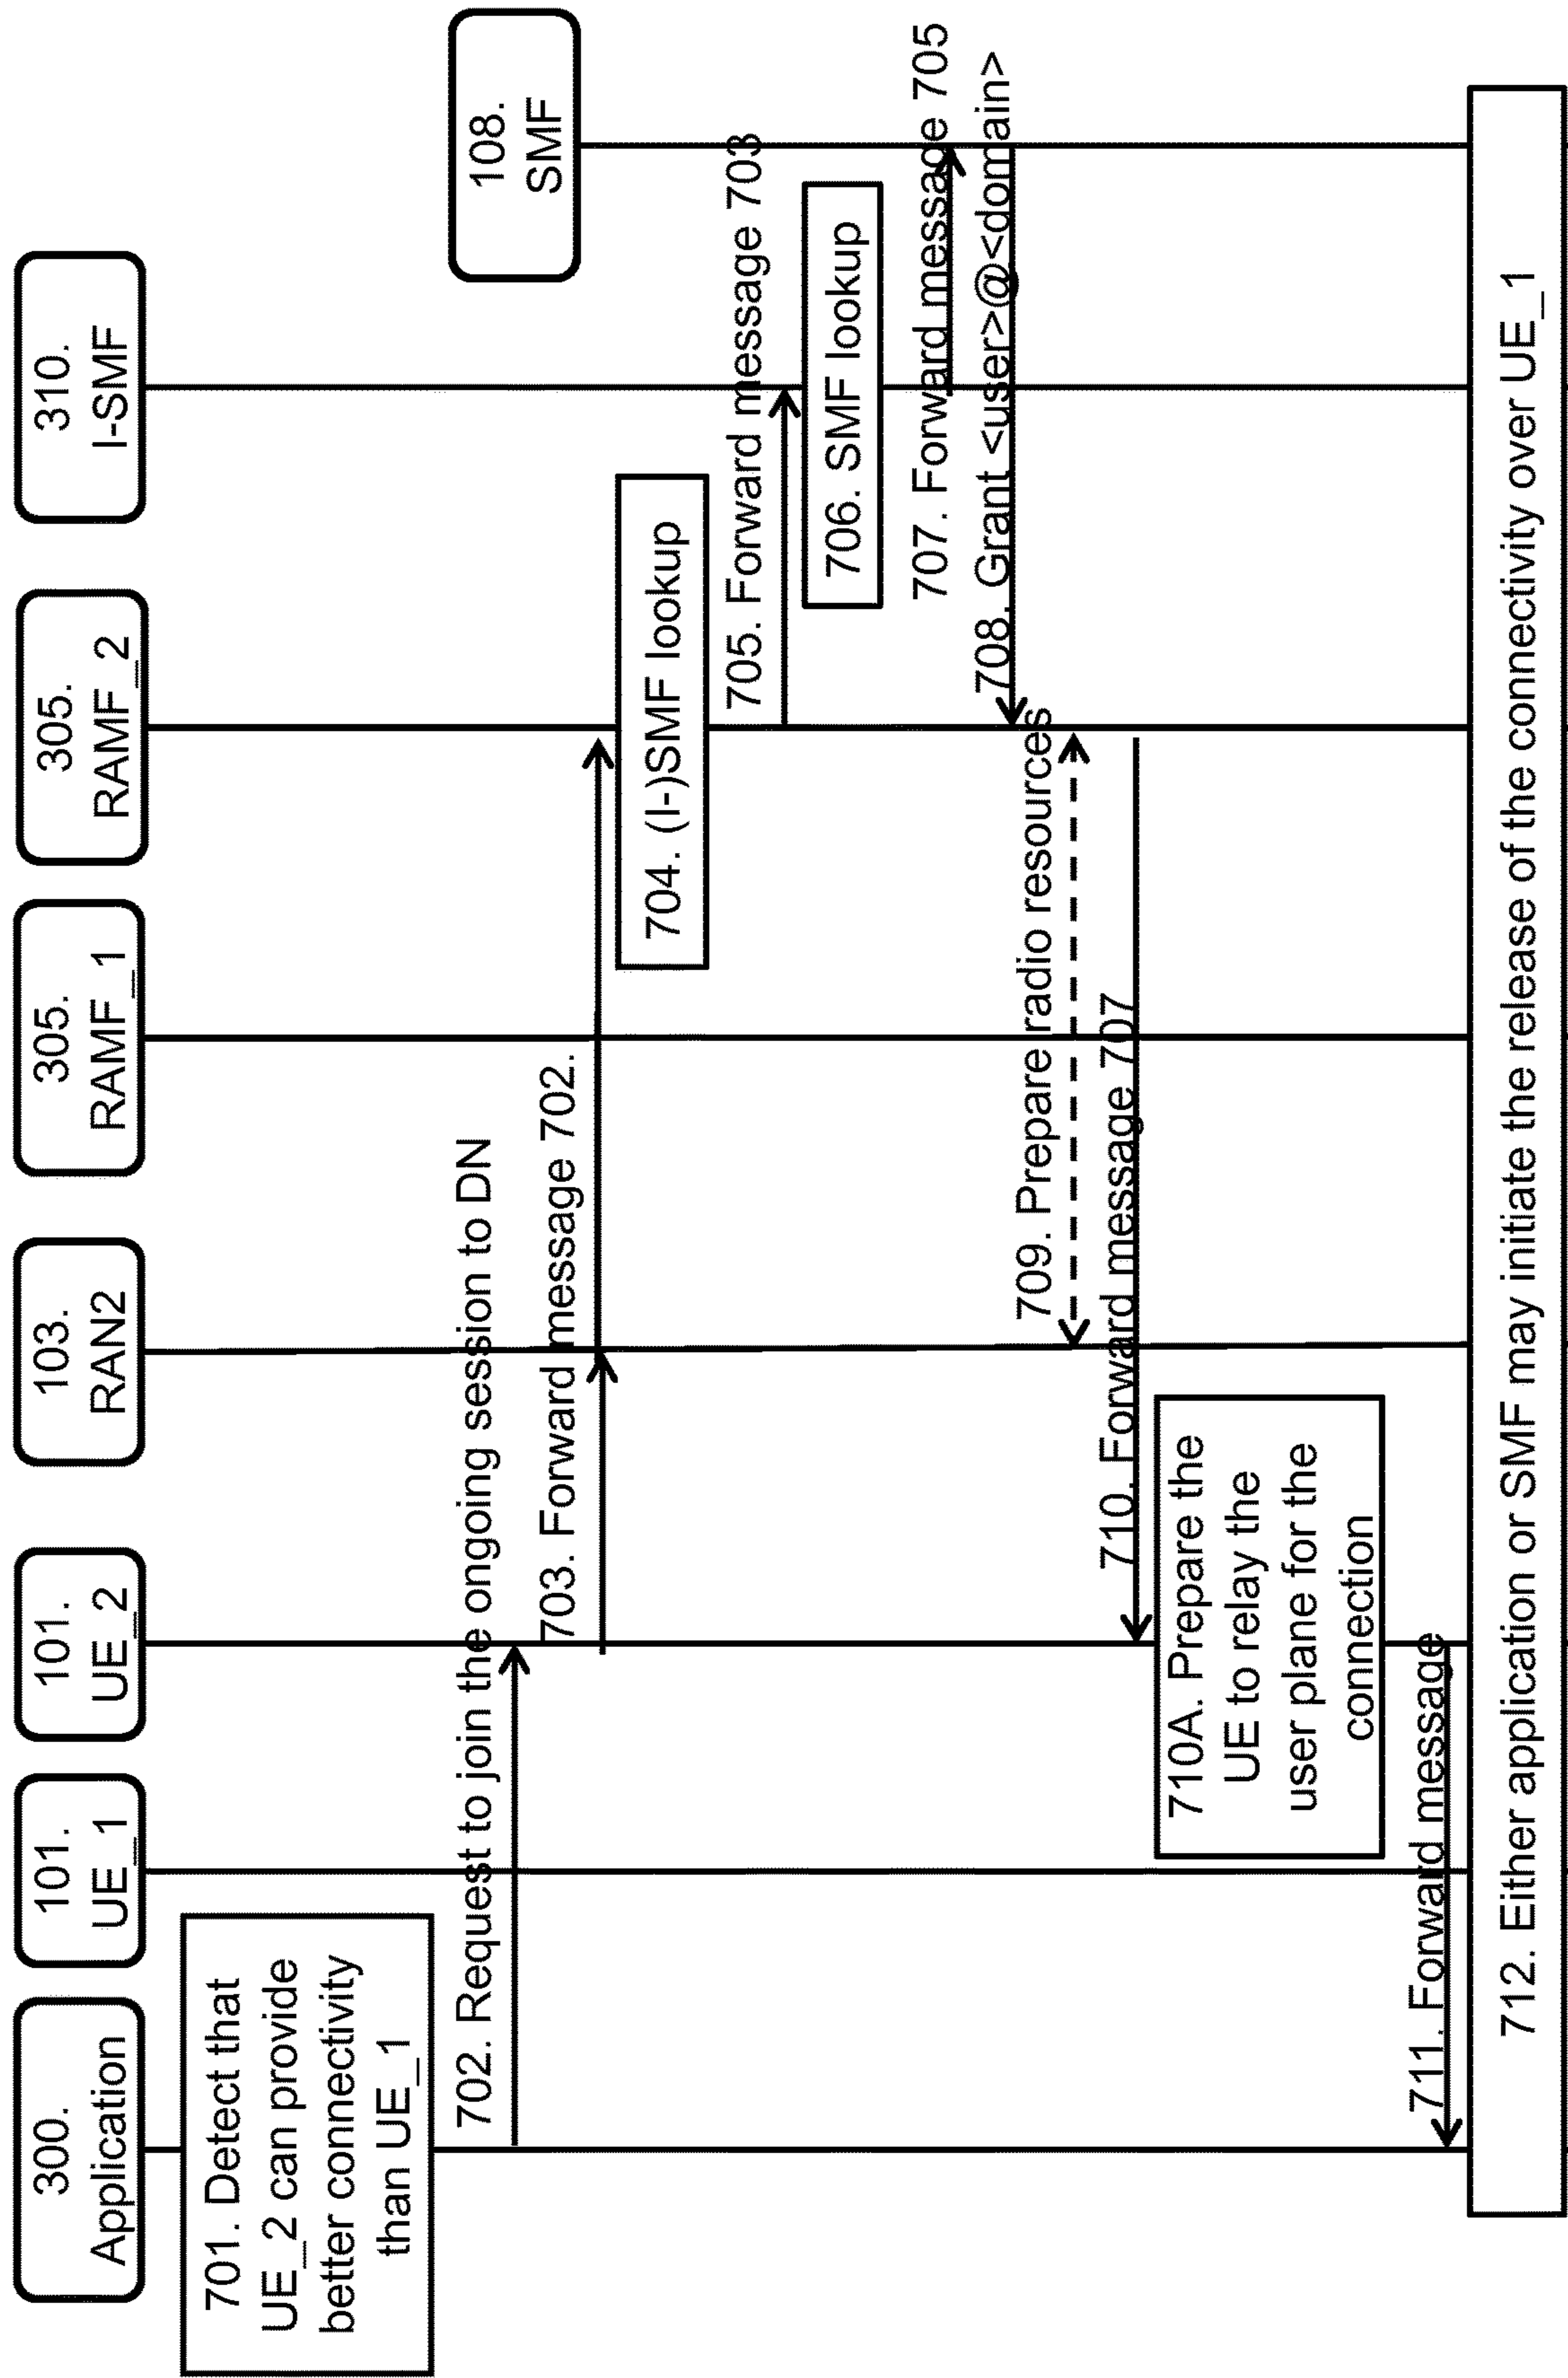 300.
Application
101.
UE_1
101.
UE_2
103.
RAN2
305.
RAMF_1
305.
RAMF_2
310.
I-SMF
108.
SMF
701. Detect that
UE_2 can provide
better connectivity
than UE_1
702. Request to join the ongoing session to DN
703. Forward message 702.
704. (I-)SMF lookup
705. Forward message 703
706. SMF lookup
707. Forward message 705
708. Grant <user>@<domain>
709. Prepare radio resources
710. Forward message 707
710A. Prepare the
UE to relay the
user plane for the
connection
711. Forward message
712. Either application or SMF may initiate the release of the connectivity over UE_1